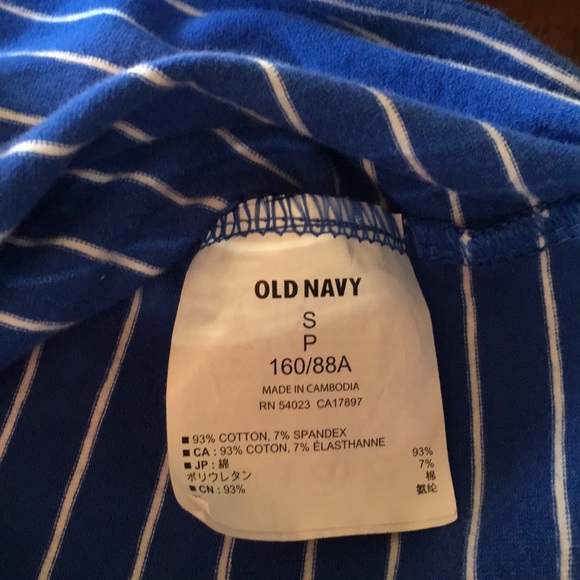 OLD NAVY
S
P
160/88A
MADE IN CAMBODIA
RN 54023 CA17897
■ 93% COTTON, 7% SPANDEX
■ CA : 93% COTON, 7% ÉLASTHANNE
■ JP : 綿 93%
ポリウレタン 7%
■ CN : 93% 棉
氨纶